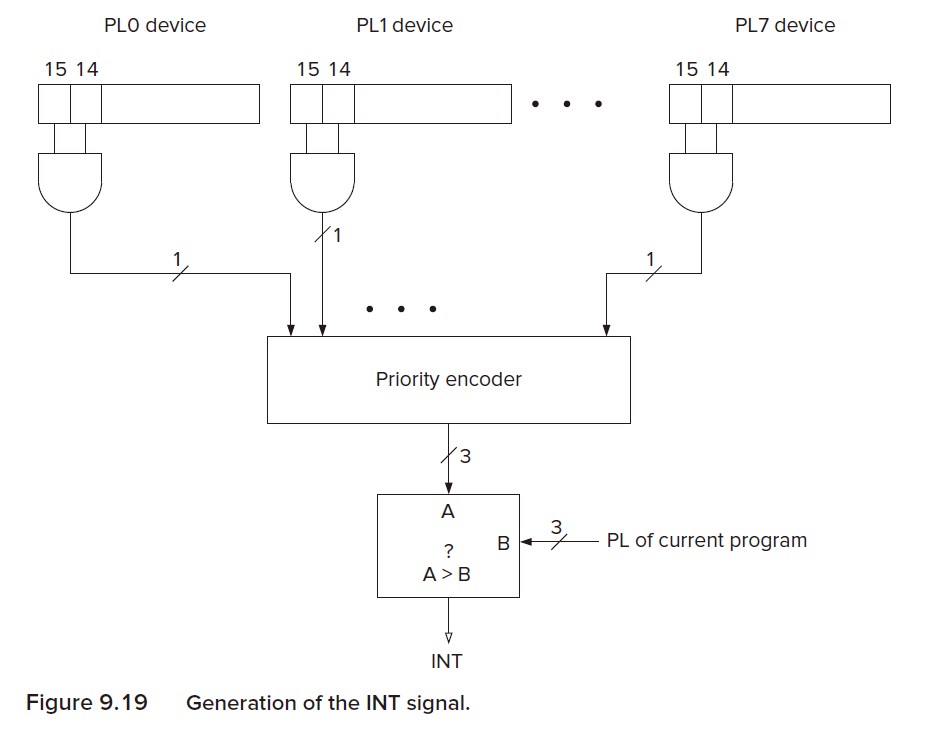 PL0 device PL1 device PL7 device
15 14 15 14 15 14
1
1 1
Priority encoder
3
A
3
B PL of current program
?
A > B
INT
Figure 9.19 Generation of the INT signal.